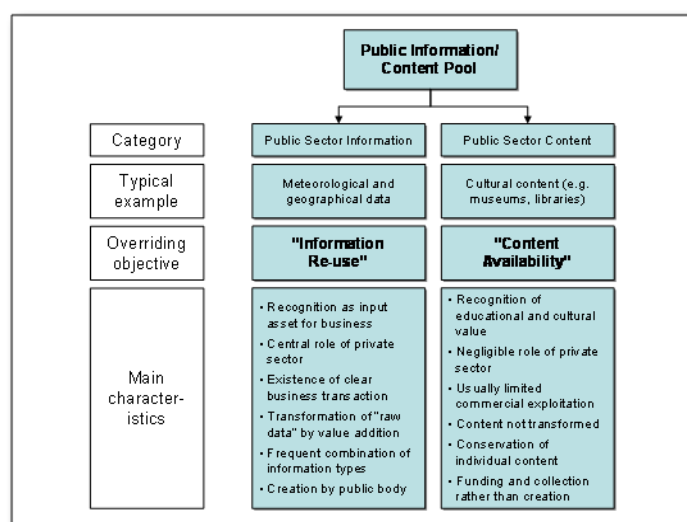 Public Information/
Content Pool
Category
Public Sector Information
Public Sector Content
Typical
example
Meteorological and
geographical data
Cultural content (e.g.
museums, libraries)
Overriding
objective
"Information
Re-use"
"Content
Availability"
Main
character-
istics
• Recognition as input
asset for business
• Central role of private
sector
• Existence of clear
business transaction
• Transformation of "raw
data" by value addition
• Frequent combination of
information types
• Creation by public body
• Recognition of
educational and cultural
value
• Negligible role of private
sector
• Usually limited
commercial exploitation
• Content not transformed
• Conservation of
individual content
• Funding and collection
rather than creation